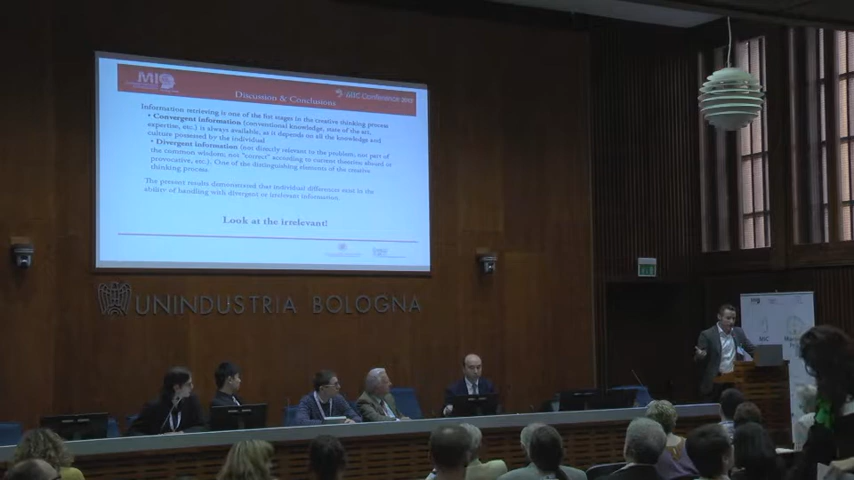 MIC
MIC Conference 2013
Discussion & Conclusions
Information retrieving is one of the fist stages in the creative thinking process
• Convergent information (conventional knowledge, state of the art,
expertise, etc.) is always available, as it depends on all the knowledge and
culture possessed by the individual
• Divergent information (not directly relevant to the problem, not part of
the common wisdom, not "correct" according to current theories absurd or
provocative, etc.). One of the distinguishing elements of the creative
thinking process.
The present results demonstrated that individual differences exist in the
ability of handling with divergent or irrelevant information.
Look at the irrelevant!
UNINDUSTRIA BOLOGNA
MIC